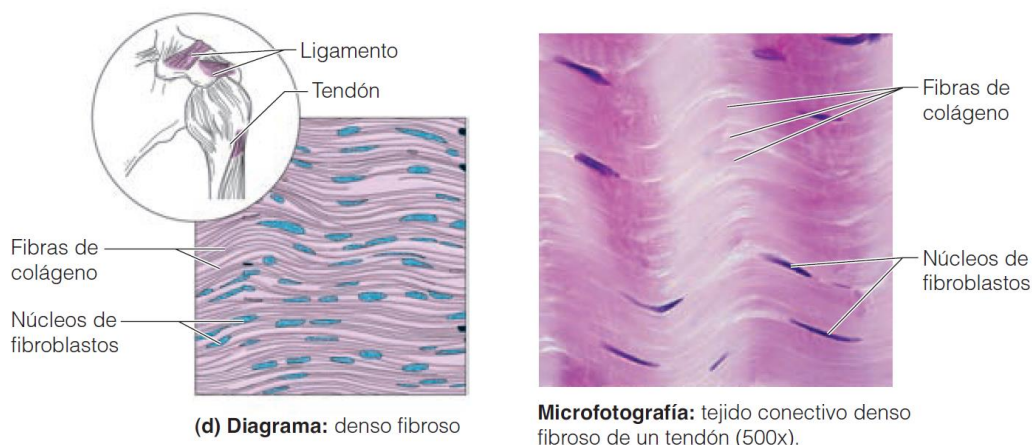 Ligamento
Tendón
Fibras de
colágeno
Núcleos de
fibroblastos
(d) Diagrama: denso fibroso
Fibras de
colágeno
Núcleos de
fibroblastos
Microfotografía: tejido conectivo denso
fibroso de un tendón (500x).